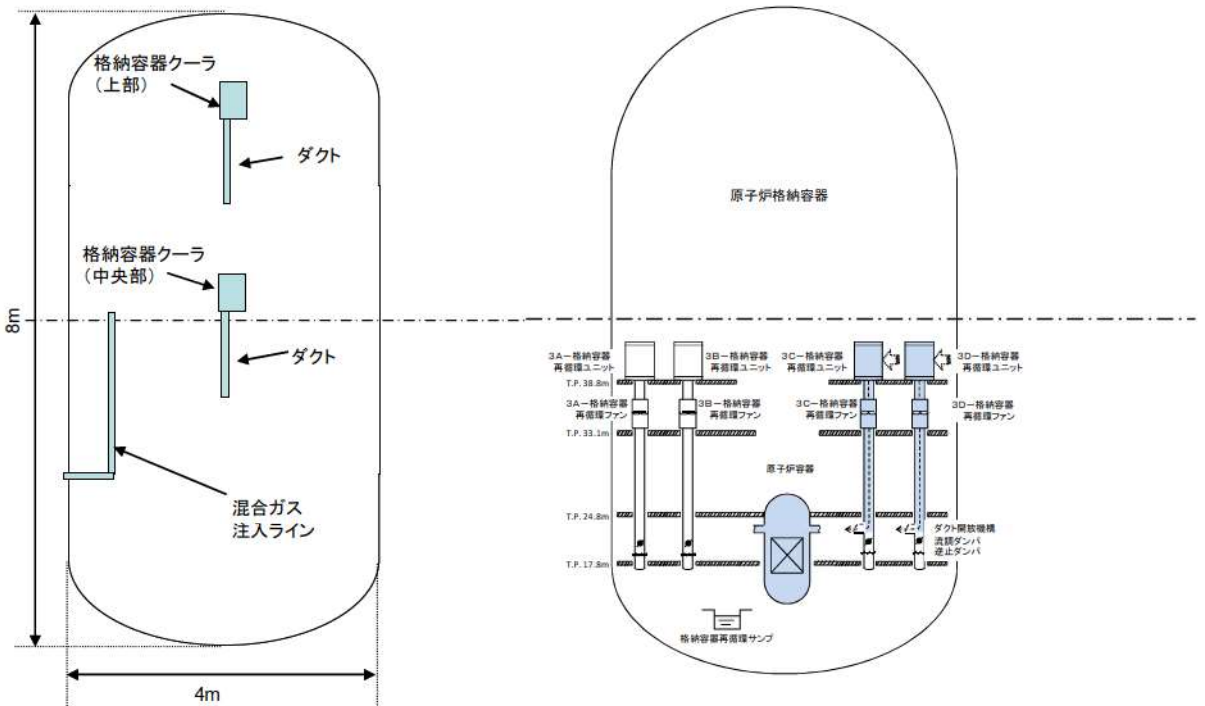 格納容器クーラ
（上部）
ダクト
格納容器クーラ
（中央部）
ダクト
8m
混合ガス
注入ライン
4m
原子炉格納容器
3A－格納容器
再循環ユニット
3B－格納容器
再循環ユニット
3C－格納容器
再循環ユニット
3D－格納容器
再循環ユニット
T.P. 38.8m
3A－格納容器
再循環ファン
3B－格納容器
再循環ファン
3C－格納容器
再循環ファン
3D－格納容器
再循環ファン
T.P. 33.1m
原子炉容器
T.P. 24.8m
ダクト開放機構
流調ダンパ
逆止ダンパ
T.P. 17.8m
格納容器再循環サンプ